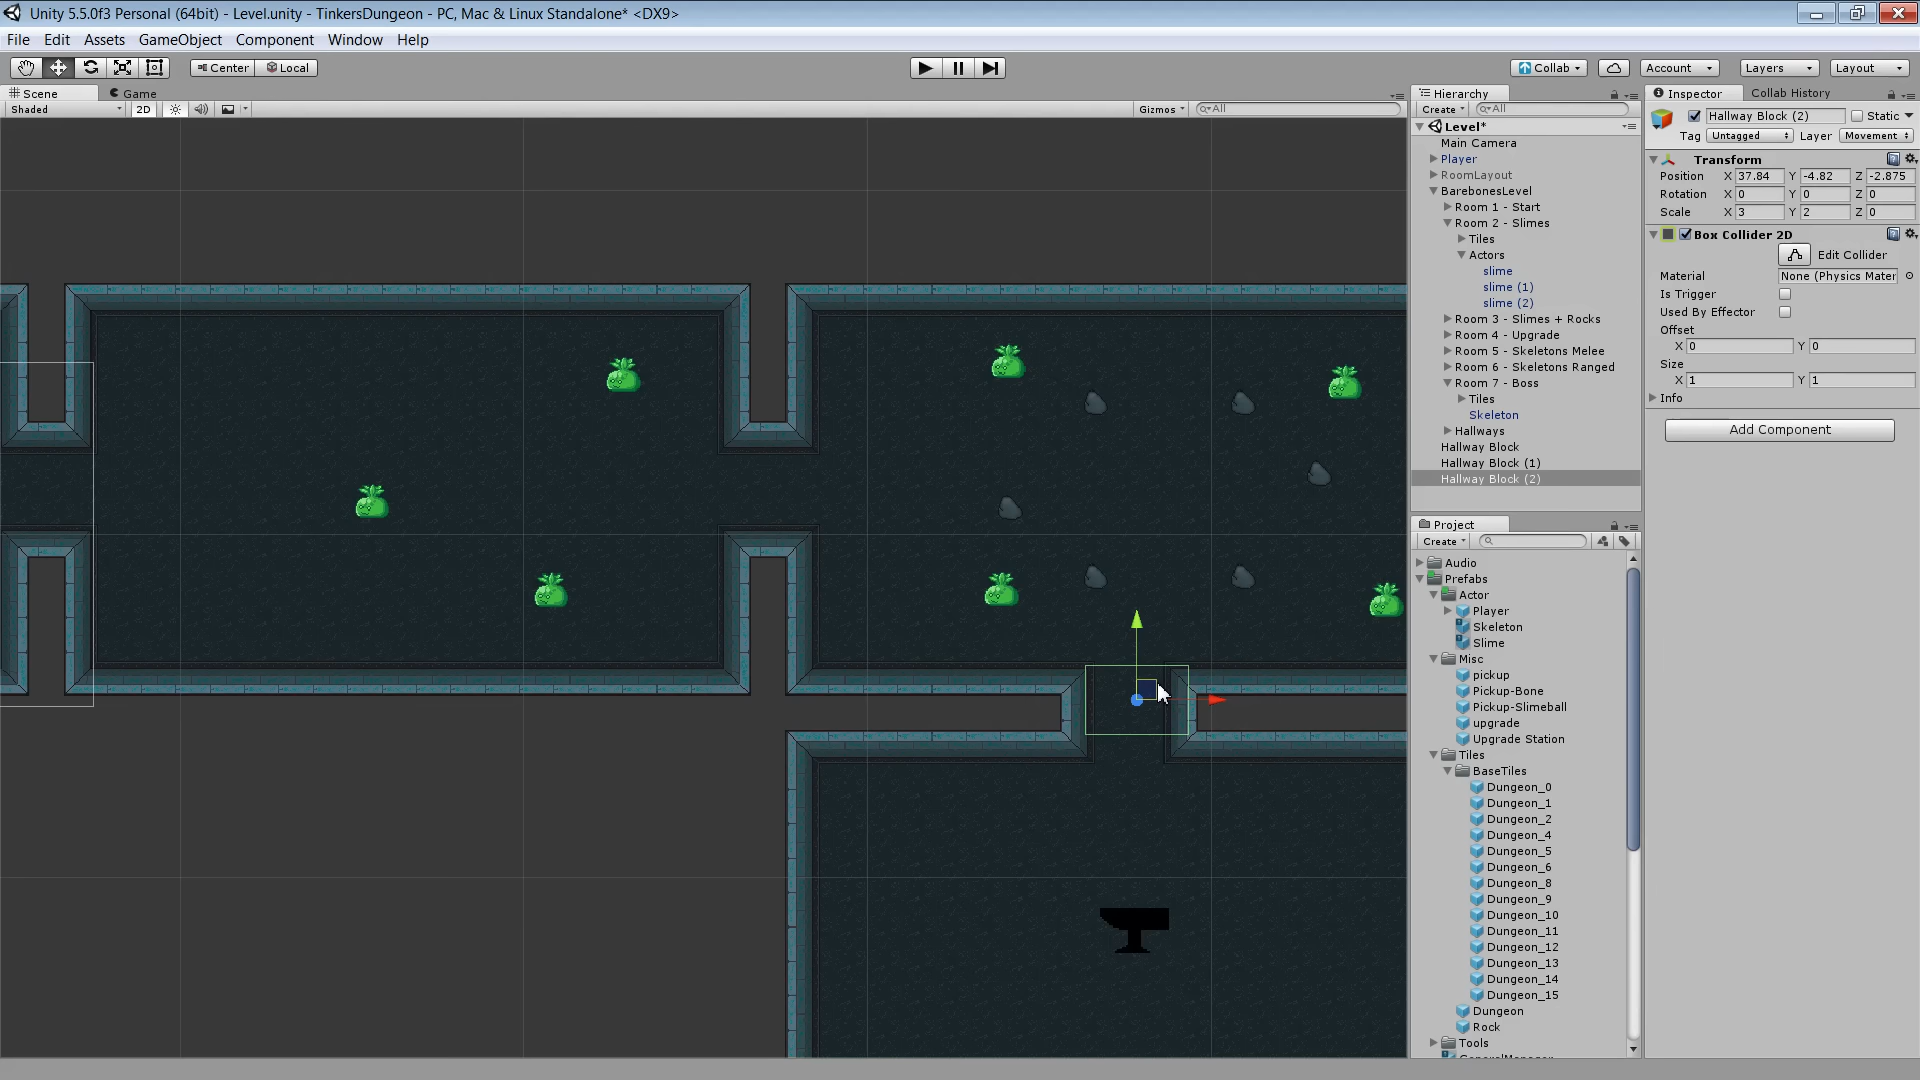 Unity 5.5.0f3 Personal (64bit) - Level.unity - TinkersDungeon - PC, Mac & Linux Standalone* <DX9>
File Edit Assets GameObject Component Window Help
Center Local Collab Account Layers Layout
Scene Game
Shaded 2D Gizmos All
Hierarchy
Create All
Level*
Main Camera
Player
RoomLayout
BarebonesLevel
Room 1 - Start
Room 2 - Slimes
Tiles
Actors
slime
slime (1)
slime (2)
Room 3 - Slimes + Rocks
Room 4 - Upgrade
Room 5 - Skeletons Melee
Room 6 - Skeletons Ranged
Room 7 - Boss
Tiles
Skeleton
Hallways
Hallway Block
Hallway Block (1)
Hallway Block (2)
Project
Create
Audio
Prefabs
Actor
Player
Skeleton
Slime
Misc
pickup
Pickup-Bone
Pickup-Slimeball
upgrade
Upgrade Station
Tiles
BaseTiles
Dungeon_0
Dungeon_1
Dungeon_2
Dungeon_4
Dungeon_5
Dungeon_6
Dungeon_8
Dungeon_9
Dungeon_10
Dungeon_11
Dungeon_12
Dungeon_13
Dungeon_14
Dungeon_15
Dungeon
Rock
Tools
Inspector Collab History
Hallway Block (2) Static
Tag Untagged Layer Movement
Transform
Position X 37.84 Y -4.82 Z -2.875
Rotation X 0 Y 0 Z 0
Scale X 3 Y 2 Z 0
Box Collider 2D
Edit Collider
Material None (Physics Mater
Is Trigger
Used By Effector
Offset
X 0 Y 0
Size
X 1 Y 1
Info
Add Component